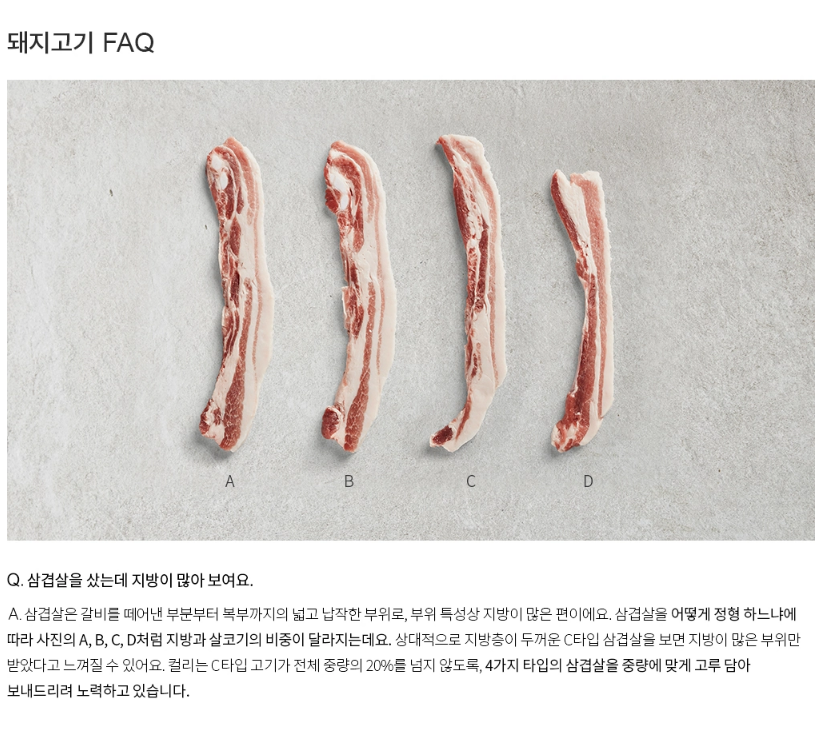 돼지고기 FAQ
A
B
C
D
Q. 삼겹살을 샀는데 지방이 많아 보여요.
A. 삼겹살은 갈비를 떼어낸 부분부터 복부까지의 넓고 납작한 부위로, 부위 특성상 지방이 많은 편이에요. 삼겹살을 어떻게 정형 하느냐에
따라 사진의 A, B, C, D처럼 지방과 살코기의 비중이 달라지는데요. 상대적으로 지방층이 두꺼운 C타입 삼겹살을 보면 지방이 많은 부위만
받았다고 느껴질 수 있어요. 컬리는 C타입 고기가 전체 중량의 20%를 넘지 않도록, 4가지 타입의 삼겹살을 중량에 맞게 고루 담아
보내드리려 노력하고 있습니다.